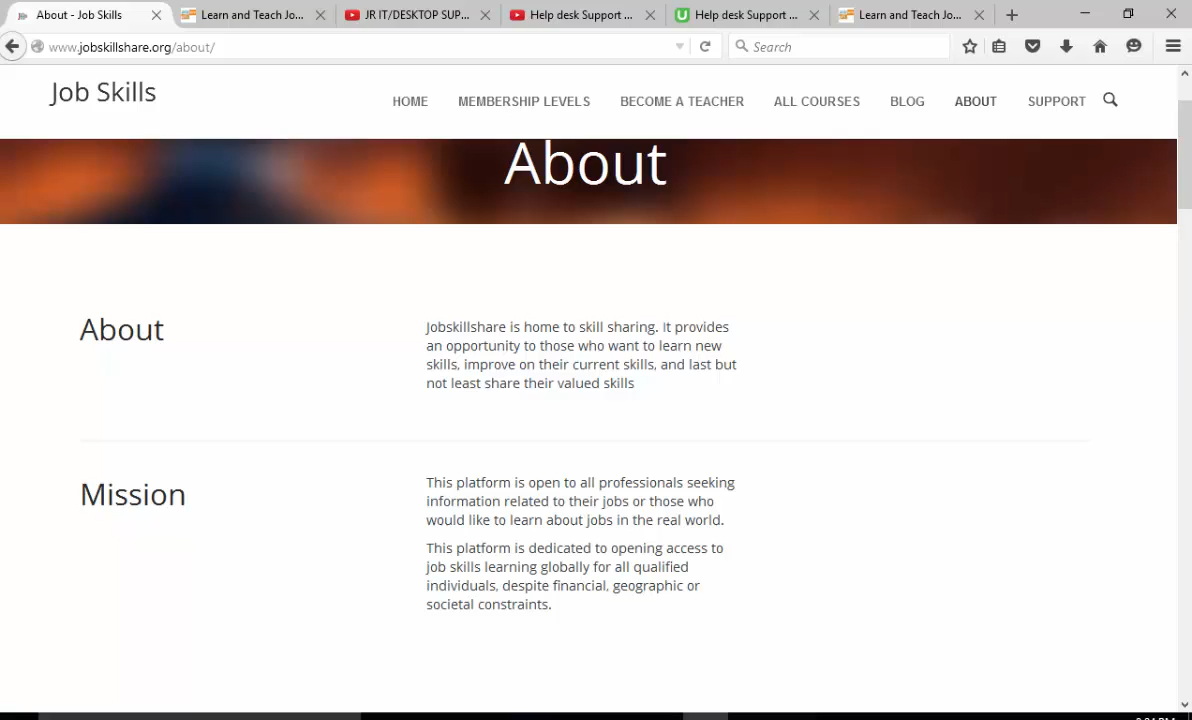 About - Job Skills
Learn and Teach Jo...
JR IT/DESKTOP SUP...
Help desk Support ...
Help desk Support ...
Learn and Teach Jo...
www.jobskillshare.org/about/
Search
Job Skills
HOME MEMBERSHIP LEVELS BECOME A TEACHER ALL COURSES BLOG ABOUT SUPPORT
About
About
Jobskillshare is home to skill sharing. It provides
an opportunity to those who want to learn new
skills, improve on their current skills, and last but
not least share their valued skills
Mission
This platform is open to all professionals seeking
information related to their jobs or those who
would like to learn about jobs in the real world.
This platform is dedicated to opening access to
job skills learning globally for all qualified
individuals, despite financial, geographic or
societal constraints.